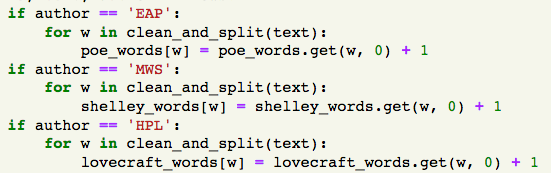 if author == 'EAP':
    for w in clean_and_split(text):
        poe_words[w] = poe_words.get(w, 0) + 1
if author == 'MWS':
    for w in clean_and_split(text):
        shelley_words[w] = shelley_words.get(w, 0) + 1
if author == 'HPL':
    for w in clean_and_split(text):
        lovecraft_words[w] = lovecraft_words.get(w, 0) + 1